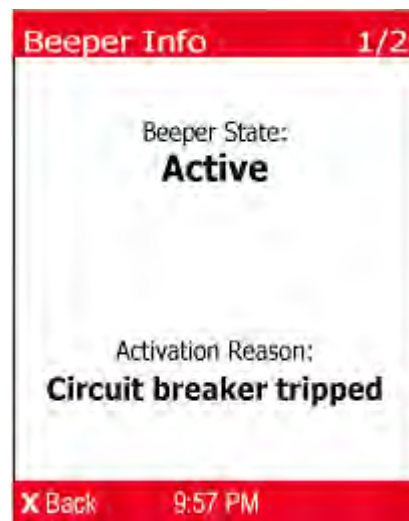 Beeper Info 1/2
Beeper State:
Active
Activation Reason:
Circuit breaker tripped
X Back 9:57 PM